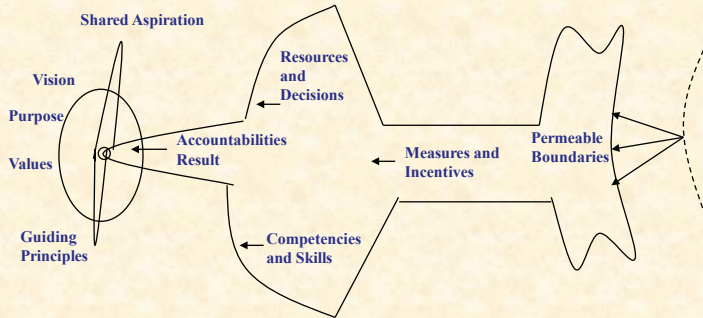 Shared Aspiration
Vision
Purpose
Values
Guiding
Principles
Accountabilities
Result
Resources
and
Decisions
Competencies
and Skills
Measures and
Incentives
Permeable
Boundaries